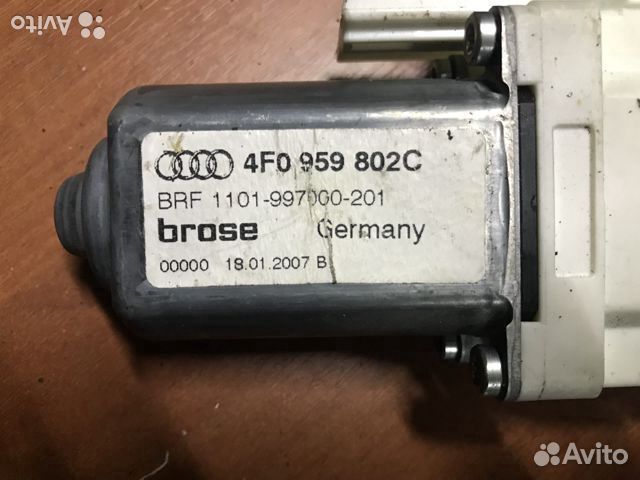 Avito
4F0 959 802C
BRF 1101-997000-201
brose Germany
00000 18.01.2007 B
Avito